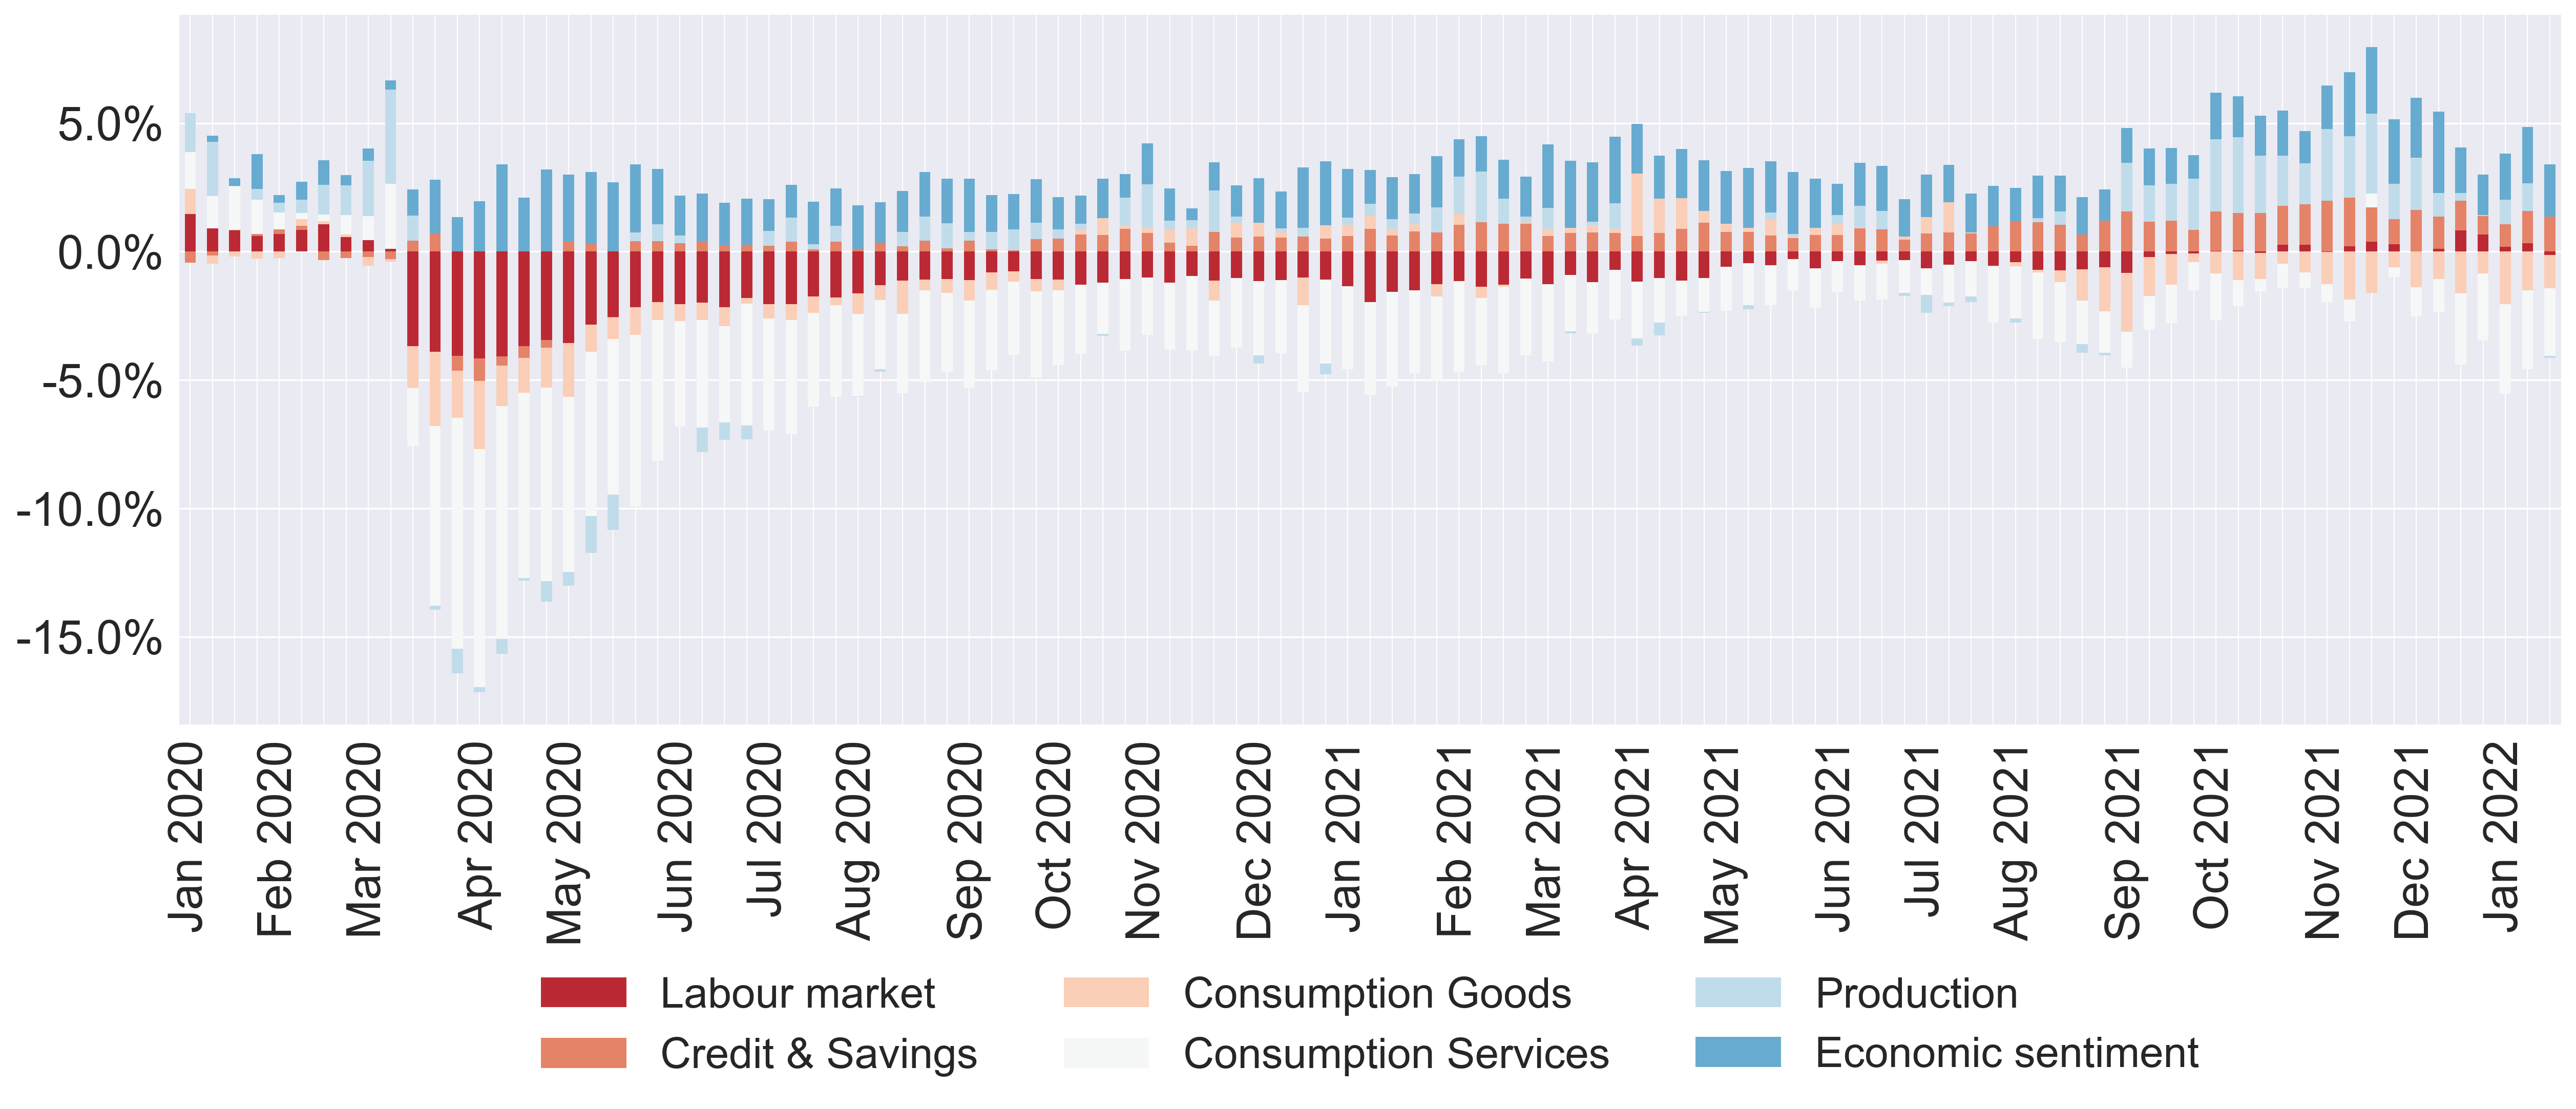 5.0%
0.0%
-5.0%
-10.0%
-15.0%
Jan 2020
Feb 2020
Mar 2020
Apr 2020
May 2020
Jun 2020
Jul 2020
Aug 2020
Sep 2020
Oct 2020
Nov 2020
Dec 2020
Jan 2021
Feb 2021
Mar 2021
Apr 2021
May 2021
Jun 2021
Jul 2021
Aug 2021
Sep 2021
Oct 2021
Nov 2021
Dec 2021
Jan 2022
Labour market
Credit & Savings
Consumption Goods
Consumption Services
Production
Economic sentiment